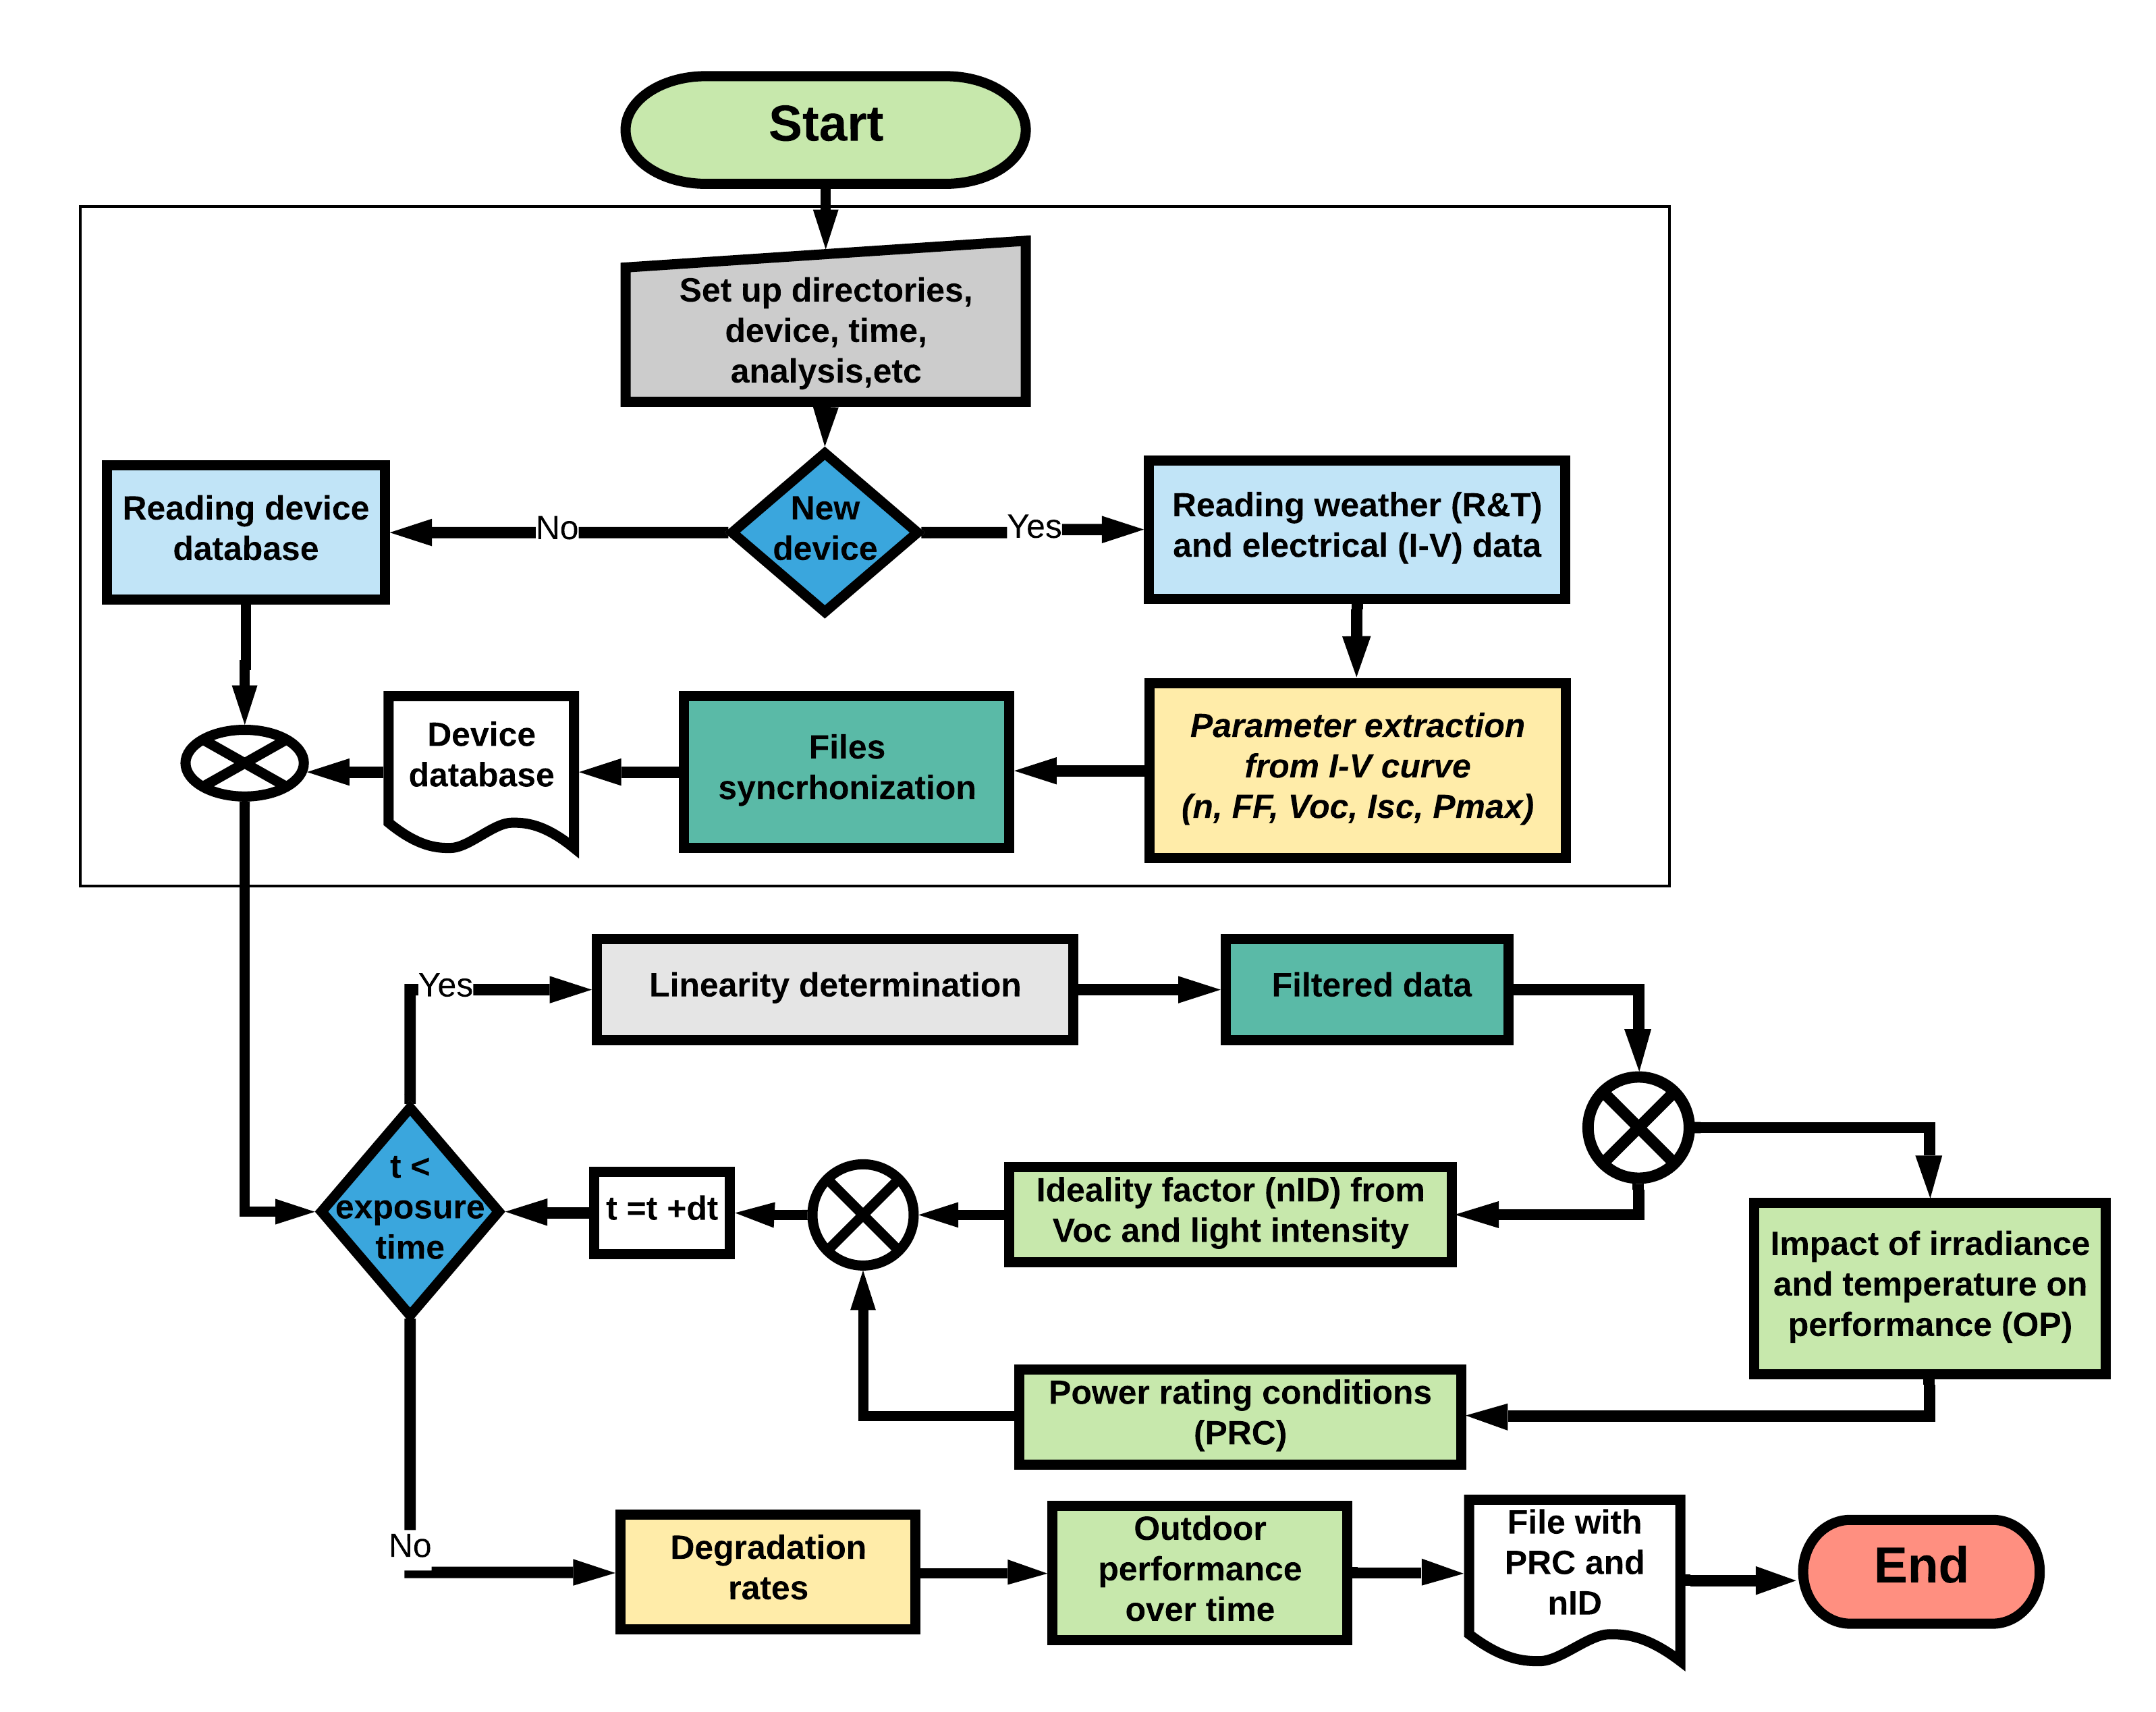 Start
Set up directories,
device, time,
analysis,etc
Reading device
database
No
New
device
Yes
Reading weather (R&T)
and electrical (I-V) data
Device
database
Files
syncrhonization
Parameter extraction
from I-V curve
(n, FF, Voc, Isc, Pmax)
Yes
Linearity determination
Filtered data
t <
exposure
time
t =t +dt
Ideality factor (nID) from
Voc and light intensity
Impact of irradiance
and temperature on
performance (OP)
Power rating conditions
(PRC)
No
Degradation
rates
Outdoor
performance
over time
File with
PRC and
nID
End